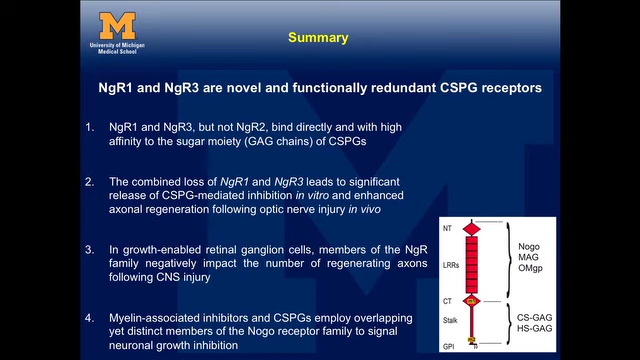 University of Michigan
Medical School
Summary
NgR1 and NgR3 are novel and functionally redundant CSPG receptors
1. NgR1 and NgR3, but not NgR2, bind directly and with high
affinity to the sugar moiety (GAG chains) of CSPGs
2. The combined loss of NgR1 and NgR3 leads to significant
release of CSPG-mediated inhibition in vitro and enhanced
axonal regeneration following optic nerve injury in vivo
3. In growth-enabled retinal ganglion cells, members of the NgR
family negatively impact the number of regenerating axons
following CNS injury
4. Myelin-associated inhibitors and CSPGs employ overlapping
yet distinct members of the Nogo receptor family to signal
neuronal growth inhibition
NT
LRRs
CT
Stalk
GPI
Nogo
MAG
OMgp
CS-GAG
HS-GAG